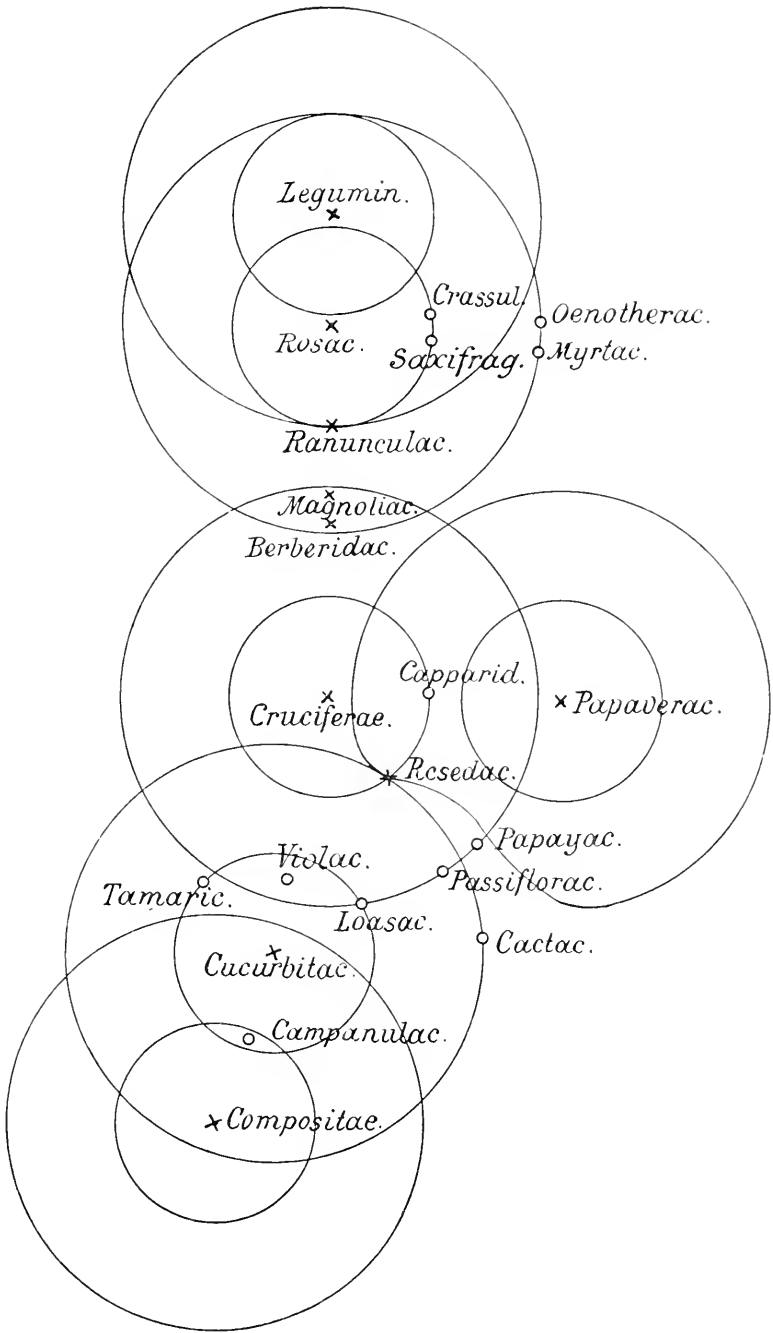 Legumin.
Crassul.
Oenotherac.
Rosac.
Saxifrag.
Myrtac.
Ranunculac.
Magnoliac.
Berberidac.
Capparid.
Cruciferae.
Papaverac.
Resedac.
Papayac.
Violac.
Passiflorac.
Tamaric.
Loasac.
Cactac.
Cucurbitac.
Campanulac.
Compositae.